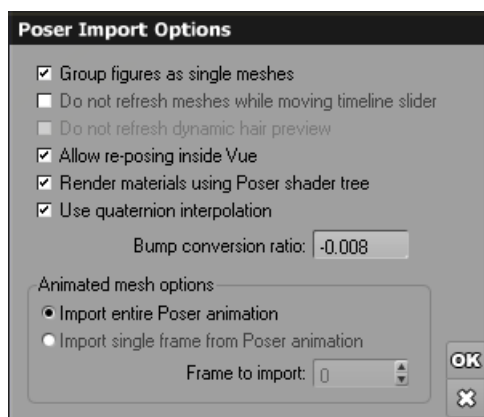 Poser Import Options
Group figures as single meshes
Do not refresh meshes while moving timeline slider
Do not refresh dynamic hair preview
Allow re-posing inside Vue
Render materials using Poser shader tree
Use quaternion interpolation
Bump conversion ratio: -0.008
Animated mesh options
Import entire Poser animation
Import single frame from Poser animation
Frame to import: 0
OK